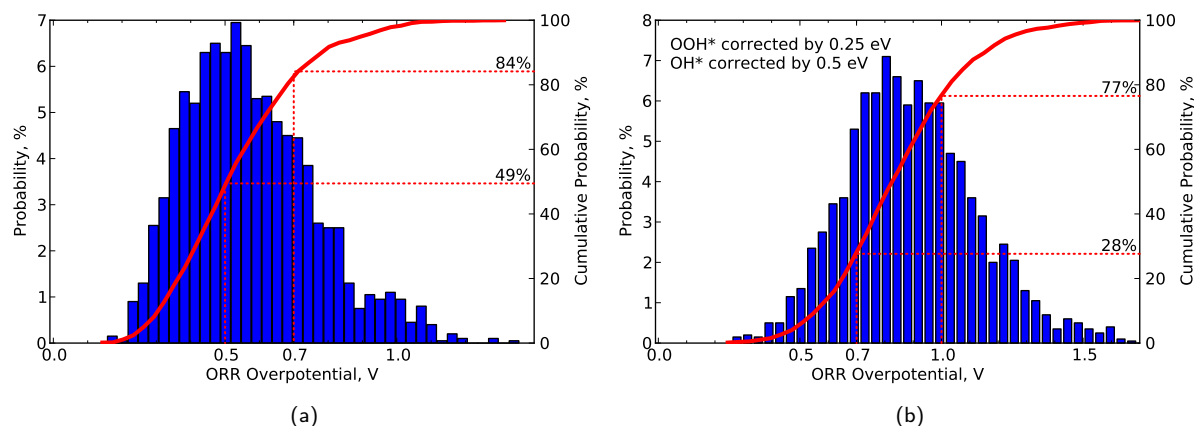 7
6
5
4
3
2
1
0
Probability, %
100
80
60
40
20
0
Cumulative Probability, %
84%
49%
0.0 0.5 0.7 1.0
ORR Overpotential, V
(a)
8
7
6
5
4
3
2
1
0
Probability, %
OOH* corrected by 0.25 eV
OH* corrected by 0.5 eV
100
80
60
40
20
0
Cumulative Probability, %
77%
28%
0.0 0.5 0.7 1.0 1.5
ORR Overpotential, V
(b)